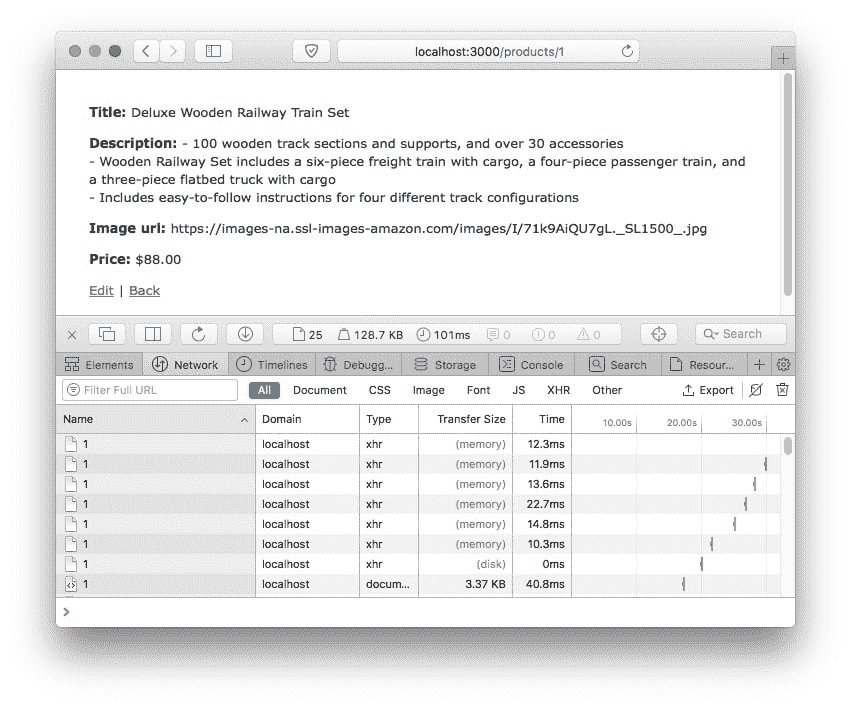 localhost:3000/products/1
Title: Deluxe Wooden Railway Train Set
Description: - 100 wooden track sections and supports, and over 30 accessories
- Wooden Railway Set includes a six-piece freight train with cargo, a four-piece passenger train, and
a three-piece flatbed truck with cargo
- Includes easy-to-follow instructions for four different track configurations
Image url: https://images-na.ssl-images-amazon.com/images/I/71k9AiQU7gL._SL1500_.jpg
Price: $88.00
Edit | Back
25 128.7 KB 101ms 0 0 0 Search
Elements Network Timelines Debugg... Storage Console Search Resour...
Filter Full URL All Document CSS Image Font JS XHR Other Export
Name Domain Type Transfer Size Time 10.00s 20.00s 30.00s
1 localhost xhr (memory) 12.3ms
1 localhost xhr (memory) 11.9ms
1 localhost xhr (memory) 13.6ms
1 localhost xhr (memory) 22.7ms
1 localhost xhr (memory) 14.8ms
1 localhost xhr (memory) 10.3ms
1 localhost xhr (disk) 0ms
1 localhost docum... 3.37 KB 40.8ms